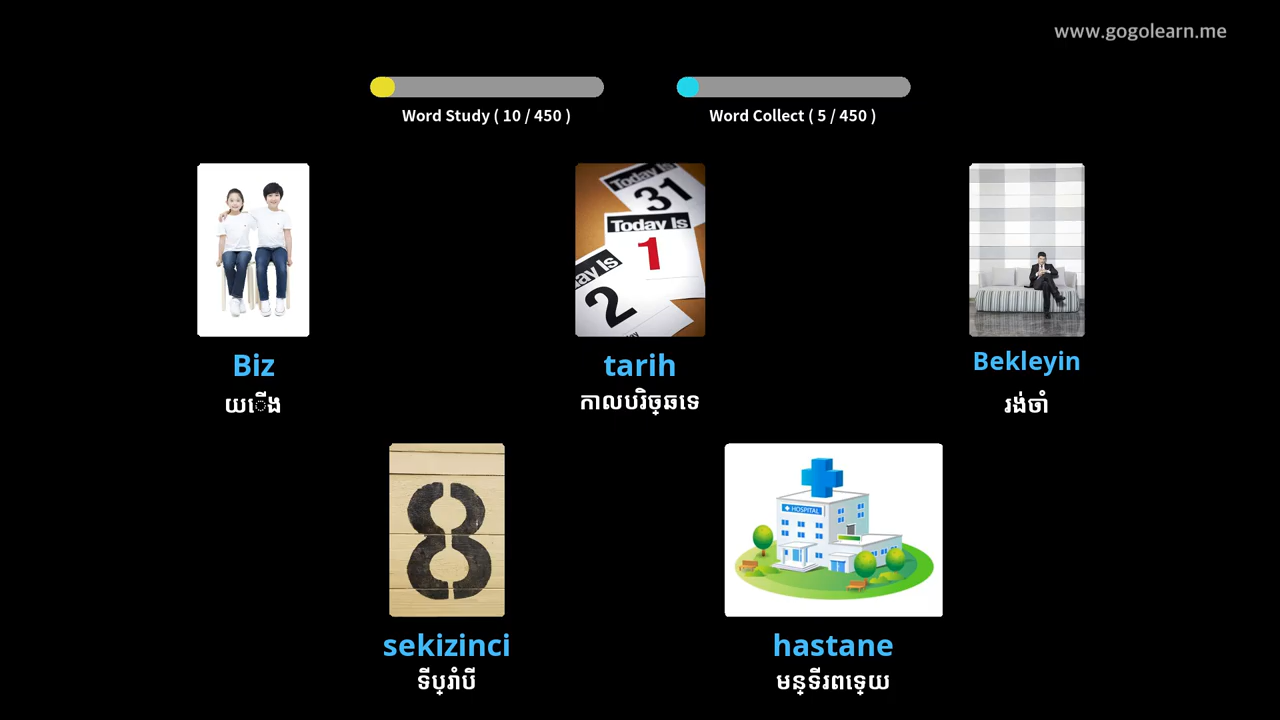 www.gogolearn.me
Word Study ( 10 / 450 )
Word Collect ( 5 / 450 )
Today Is
31
Today Is
1
ay Is
2
Biz
យើង
tarih
កាលបរិច្ឆទេ
Bekleyin
រង់ចាំ
8
HOSPITAL
sekizinci
ទីប្រាំបី
hastane
មន្ទីរពទេ្យ